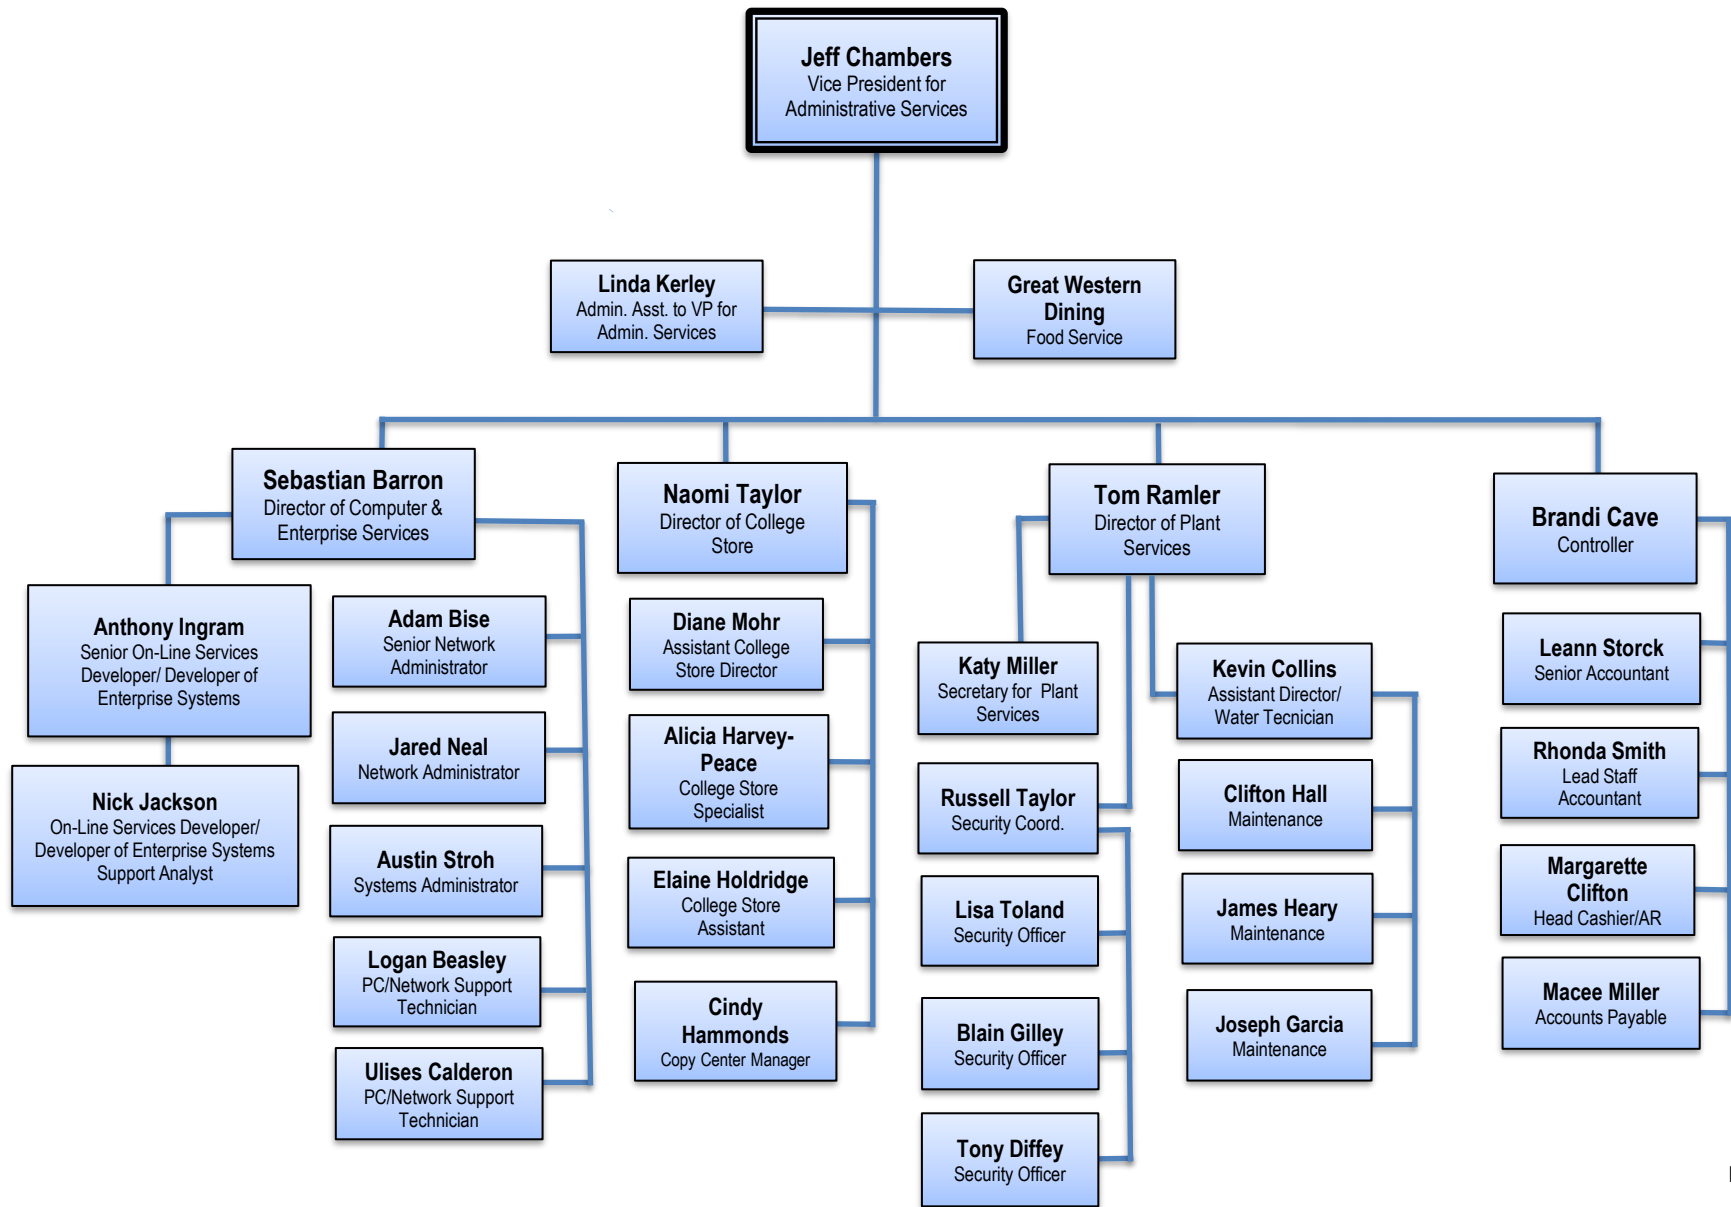 Jeff Chambers
Vice President for
Administrative Services
Linda Kerley
Admin. Asst. to VP for
Admin. Services
Great Western
Dining
Food Service
Sebastian Barron
Director of Computer &
Enterprise Services
Naomi Taylor
Director of College
Store
Tom Ramler
Director of Plant
Services
Brandi Cave
Controller
Anthony Ingram
Senior On-Line Services
Developer/ Developer of
Enterprise Systems
Nick Jackson
On-Line Services Developer/
Developer of Enterprise Systems
Support Analyst
Adam Bise
Senior Network
Administrator
Jared Neal
Network Administrator
Austin Stroh
Systems Administrator
Logan Beasley
PC/Network Support
Technician
Ulises Calderon
PC/Network Support
Technician
Diane Mohr
Assistant College
Store Director
Alicia Harvey-
Peace
College Store
Specialist
Elaine Holdridge
College Store
Assistant
Cindy
Hammonds
Copy Center Manager
Katy Miller
Secretary for Plant
Services
Russell Taylor
Security Coord.
Lisa Toland
Security Officer
Blain Gilley
Security Officer
Tony Diffey
Security Officer
Kevin Collins
Assistant Director/
Water Tecnician
Clifton Hall
Maintenance
James Heary
Maintenance
Joseph Garcia
Maintenance
Leann Storck
Senior Accountant
Rhonda Smith
Lead Staff
Accountant
Margarette
Clifton
Head Cashier/AR
Macee Miller
Accounts Payable